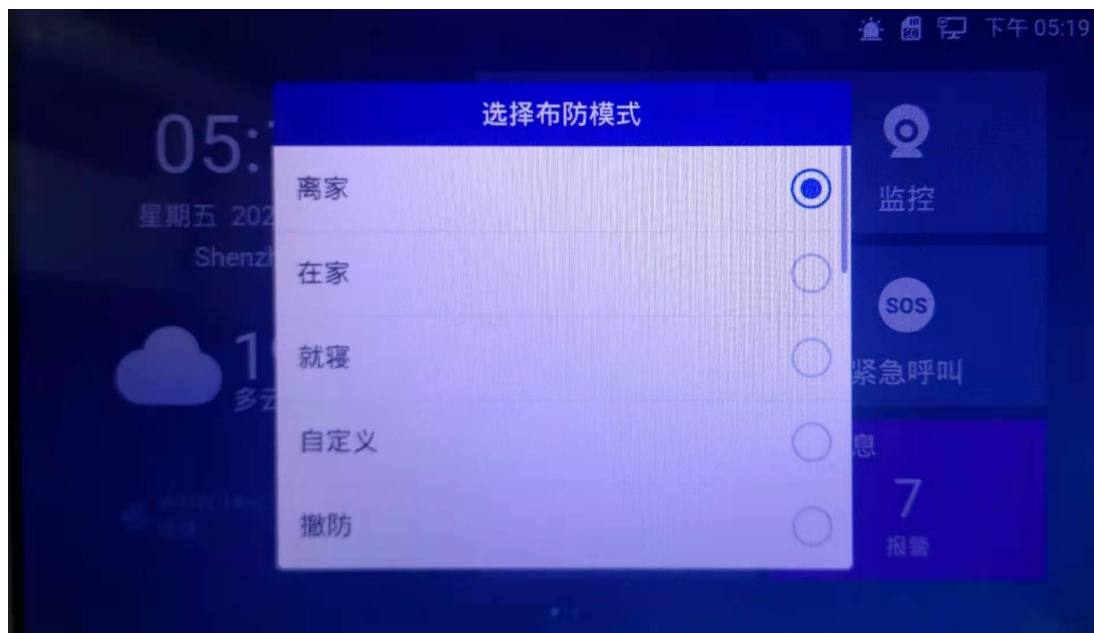 下午 05:19
选择布防模式
05:
离家
监控
星期五 202
Shenzh
在家
SOS
就寝
紧急呼叫
多云
自定义
息
7
撤防
报警